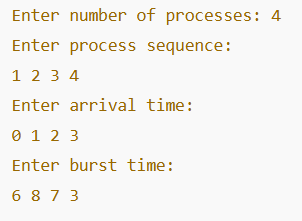 Enter number of processes: 4
Enter process sequence:
1 2 3 4
Enter arrival time:
0 1 2 3
Enter burst time:
6 8 7 3